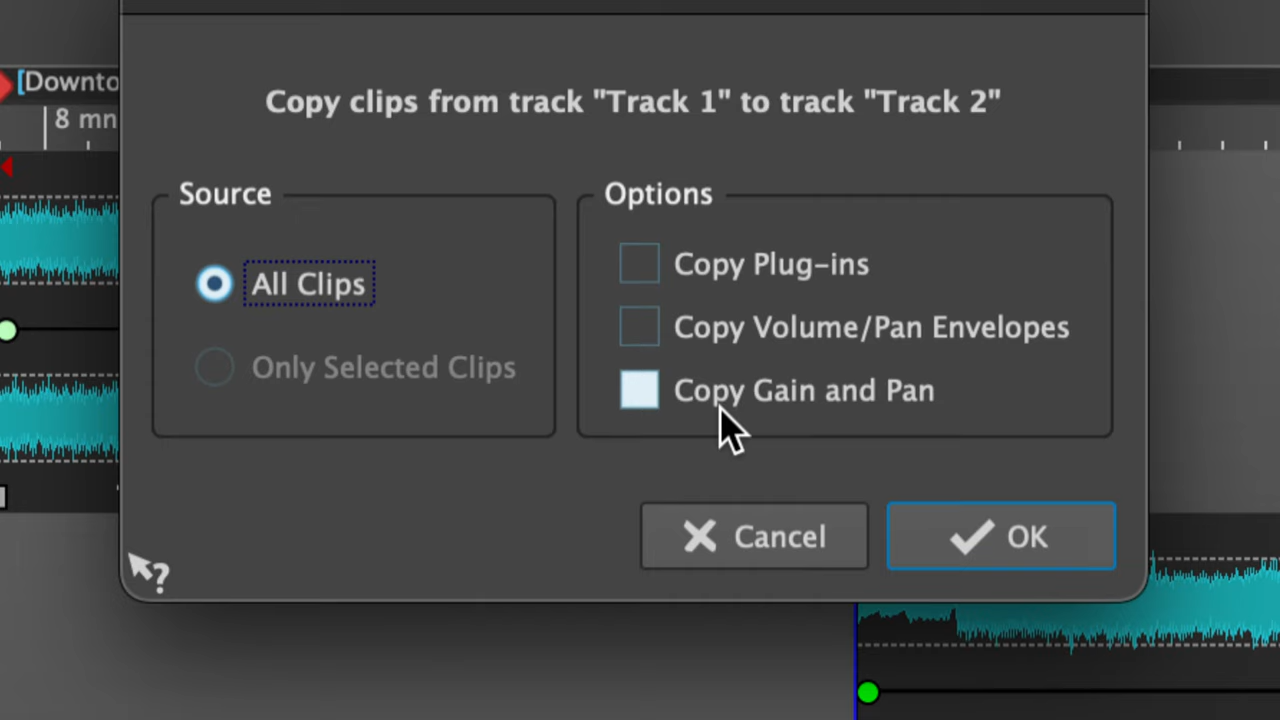 [Downto
8 mn
Copy clips from track "Track 1" to track "Track 2"
Source
All Clips
Only Selected Clips
Options
Copy Plug-ins
Copy Volume/Pan Envelopes
Copy Gain and Pan
Cancel
OK
?